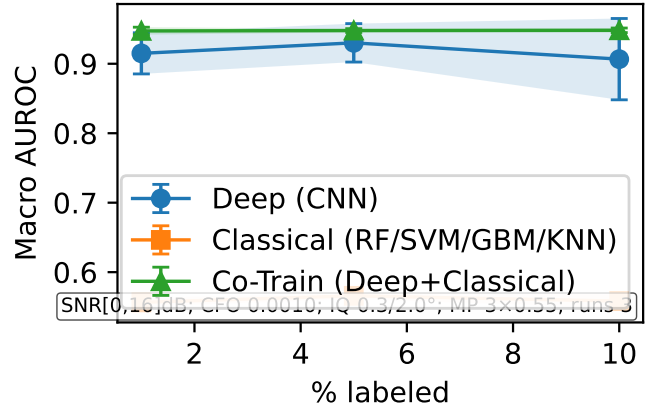 Macro AUROC
0.9
0.8
0.7
0.6
Deep (CNN)
Classical (RF/SVM/GBM/KNN)
Co-Train (Deep+Classical)
SNR[0,16]dB; CFO 0.0010; IQ 0.3/2.0°; MP 3×0.55; runs 3
2 4 6 8 10
% labeled